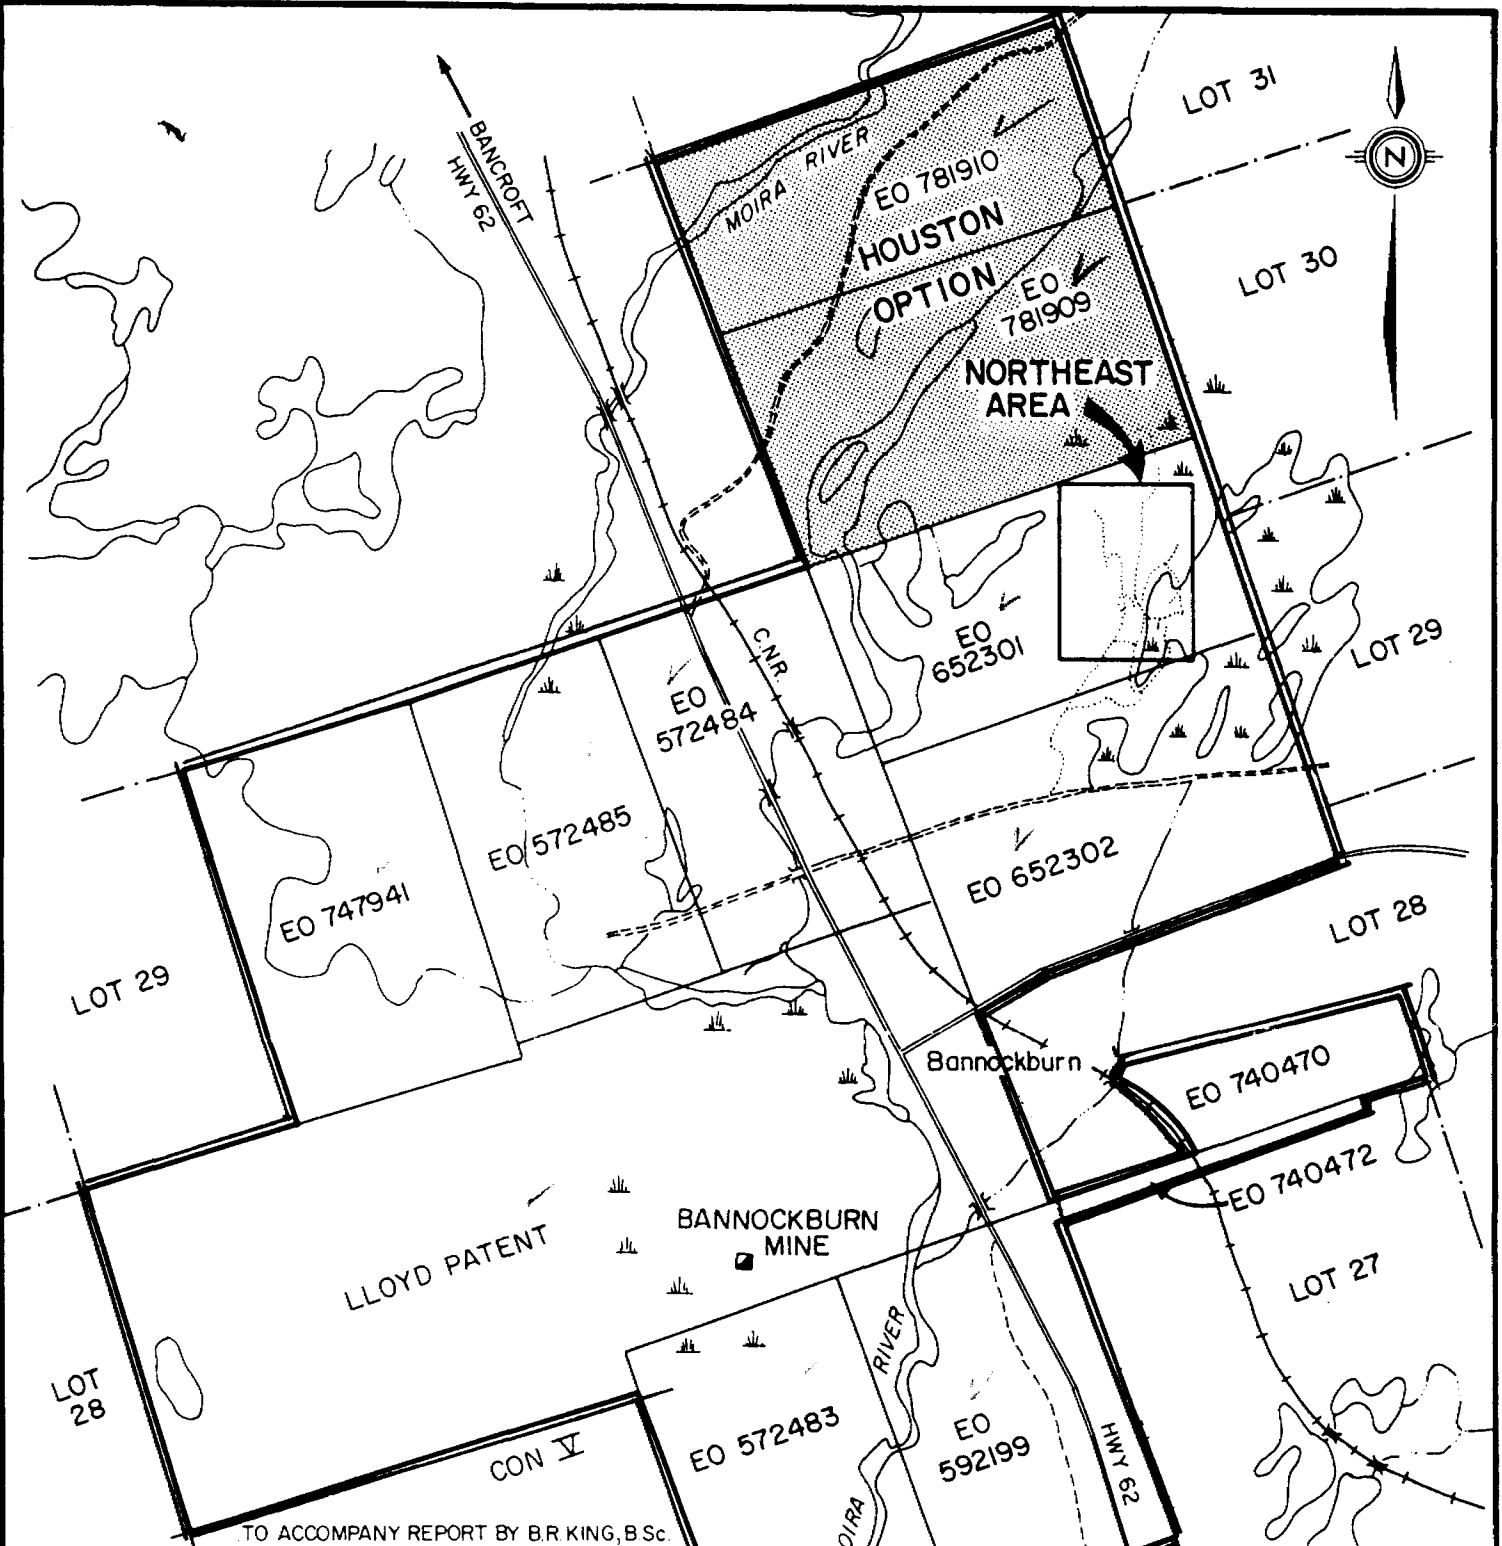 LOT 31
BANCROFT
HWY 62
MOIRA RIVER
EO 781910
N
HOUSTON
OPTION
EO
781909
LOT 30
NORTHEAST
AREA
EO
652301
LOT 29
C.N.R.
EO
572484
EO 572485
EO 652302
EO 747941
LOT 29
LOT 28
Bannockburn
EO 740470
EO 740472
BANNOCKBURN
MINE
LLOYD PATENT
LOT 27
RIVER
LOT
28
EO 572483
EO
592199
HWY 62
CON V
OIRA
TO ACCOMPANY REPORT BY B.R. KING, B.Sc.